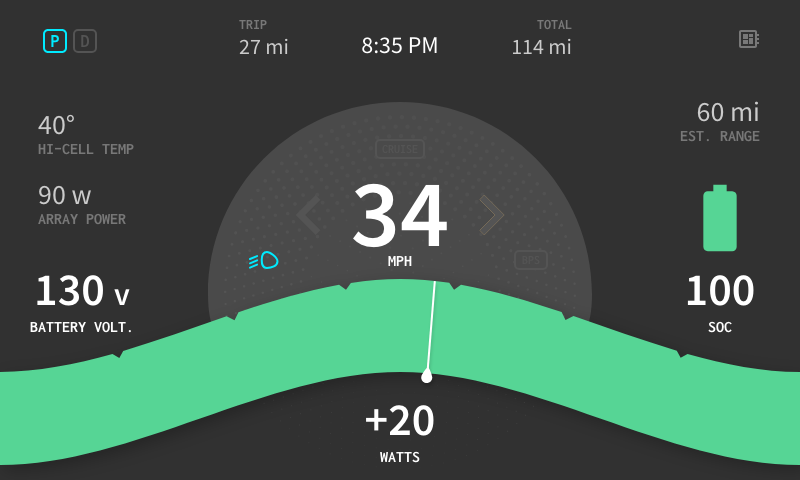 P D
TRIP
27 mi
8:35 PM
TOTAL
114 mi
40°
HI-CELL TEMP
90 w
ARRAY POWER
130 v
BATTERY VOLT.
CRUISE
34
MPH
BPS
60 mi
EST. RANGE
100
SOC
+20
WATTS